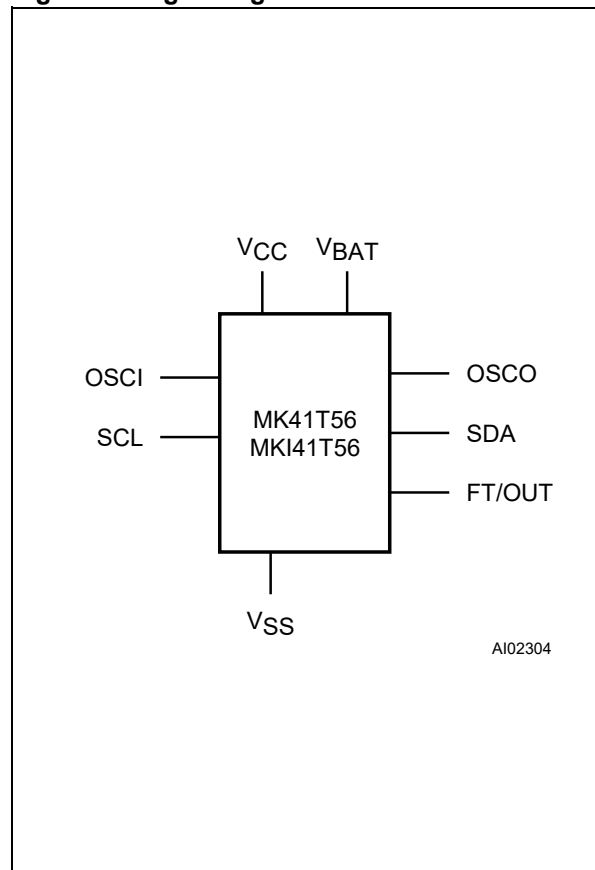 VCC VBAT
OSCI OSCO
SCL MK41T56 SDA
MKI41T56
FT/OUT
VSS
AI02304